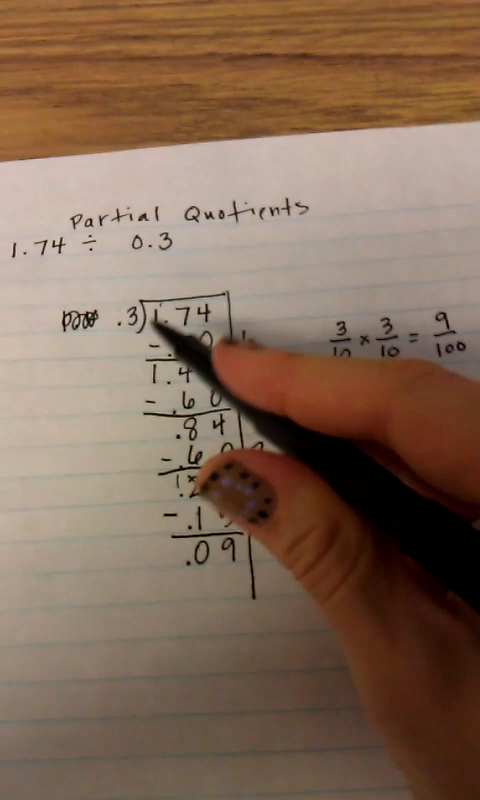 Partial Quotients
1.74 ÷ 0.3
.3)1.74
3/10 × 3/10 = 9/100
1.4
- .60
.84
- .6
- .1
.09